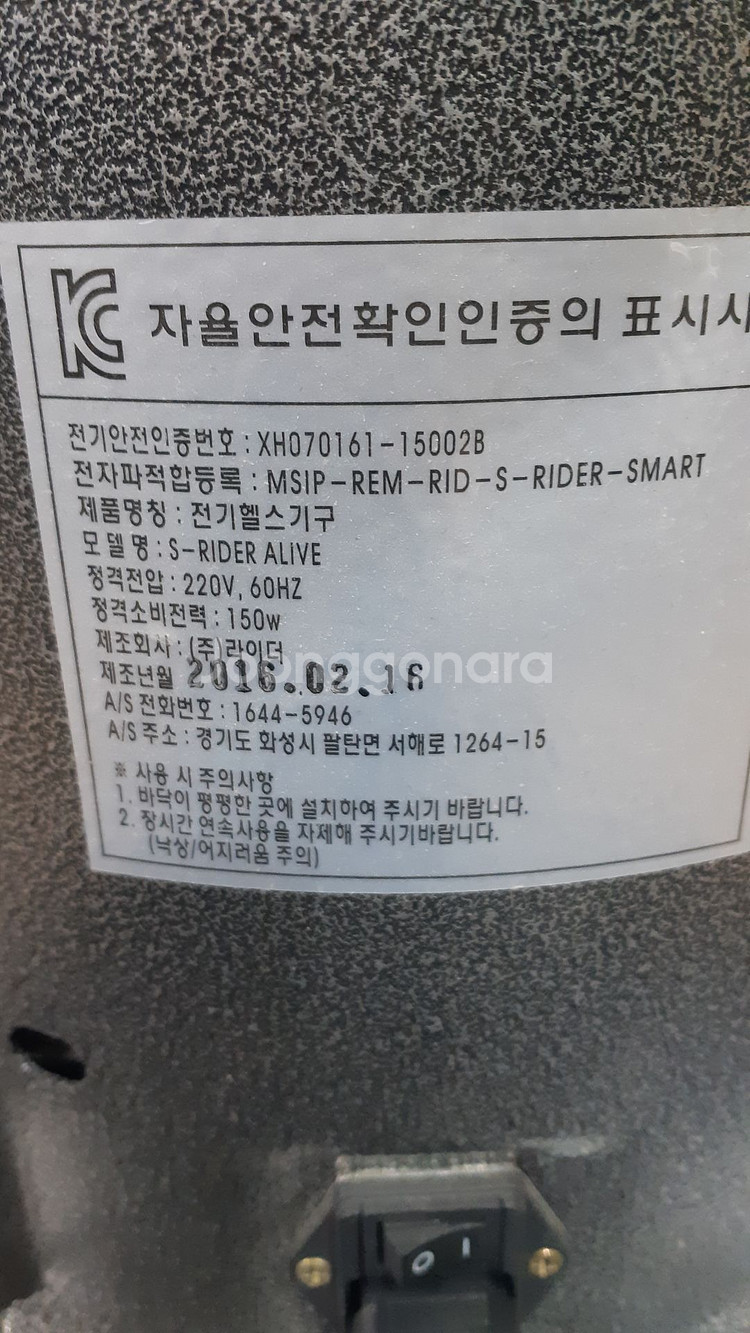 KC 자율안전확인인증의 표시사
전기안전인증번호 : XH070161-15002B
전자파적합등록 : MSIP-REM-RID-S-RIDER-SMART
제품명칭 : 전기헬스기구
모델명 : S-RIDER ALIVE
정격전압 : 220V, 60HZ
정격소비전력 : 150w
제조회사 : (주)라이더
제조년월 2016.02.16
joonggonara
A/S 전화번호 : 1644-5946
A/S 주소 : 경기도 화성시 팔탄면 서해로 1264-15
※ 사용 시 주의사항
1. 바닥이 평평한 곳에 설치하여 주시기 바랍니다.
2. 장시간 연속사용을 자제해 주시기바랍니다.
(낙상/어지러움 주의)
O I